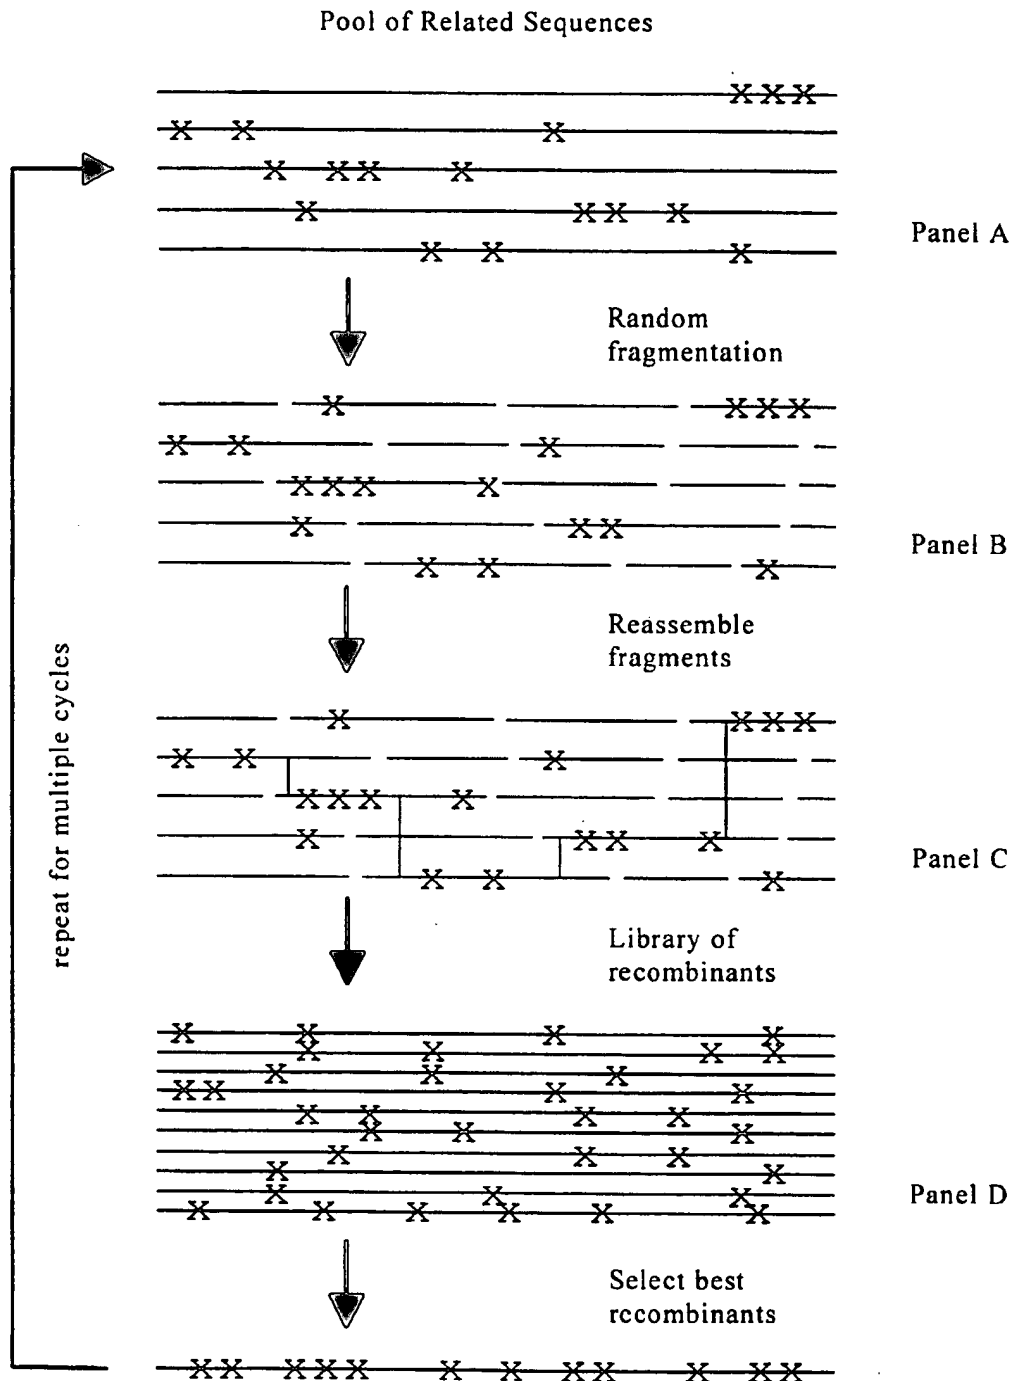 Pool of Related Sequences
Panel A
Random
fragmentation
Panel B
Reassemble
fragments
repeat for multiple cycles
Panel C
Library of
recombinants
Panel D
Select best
rccombinants